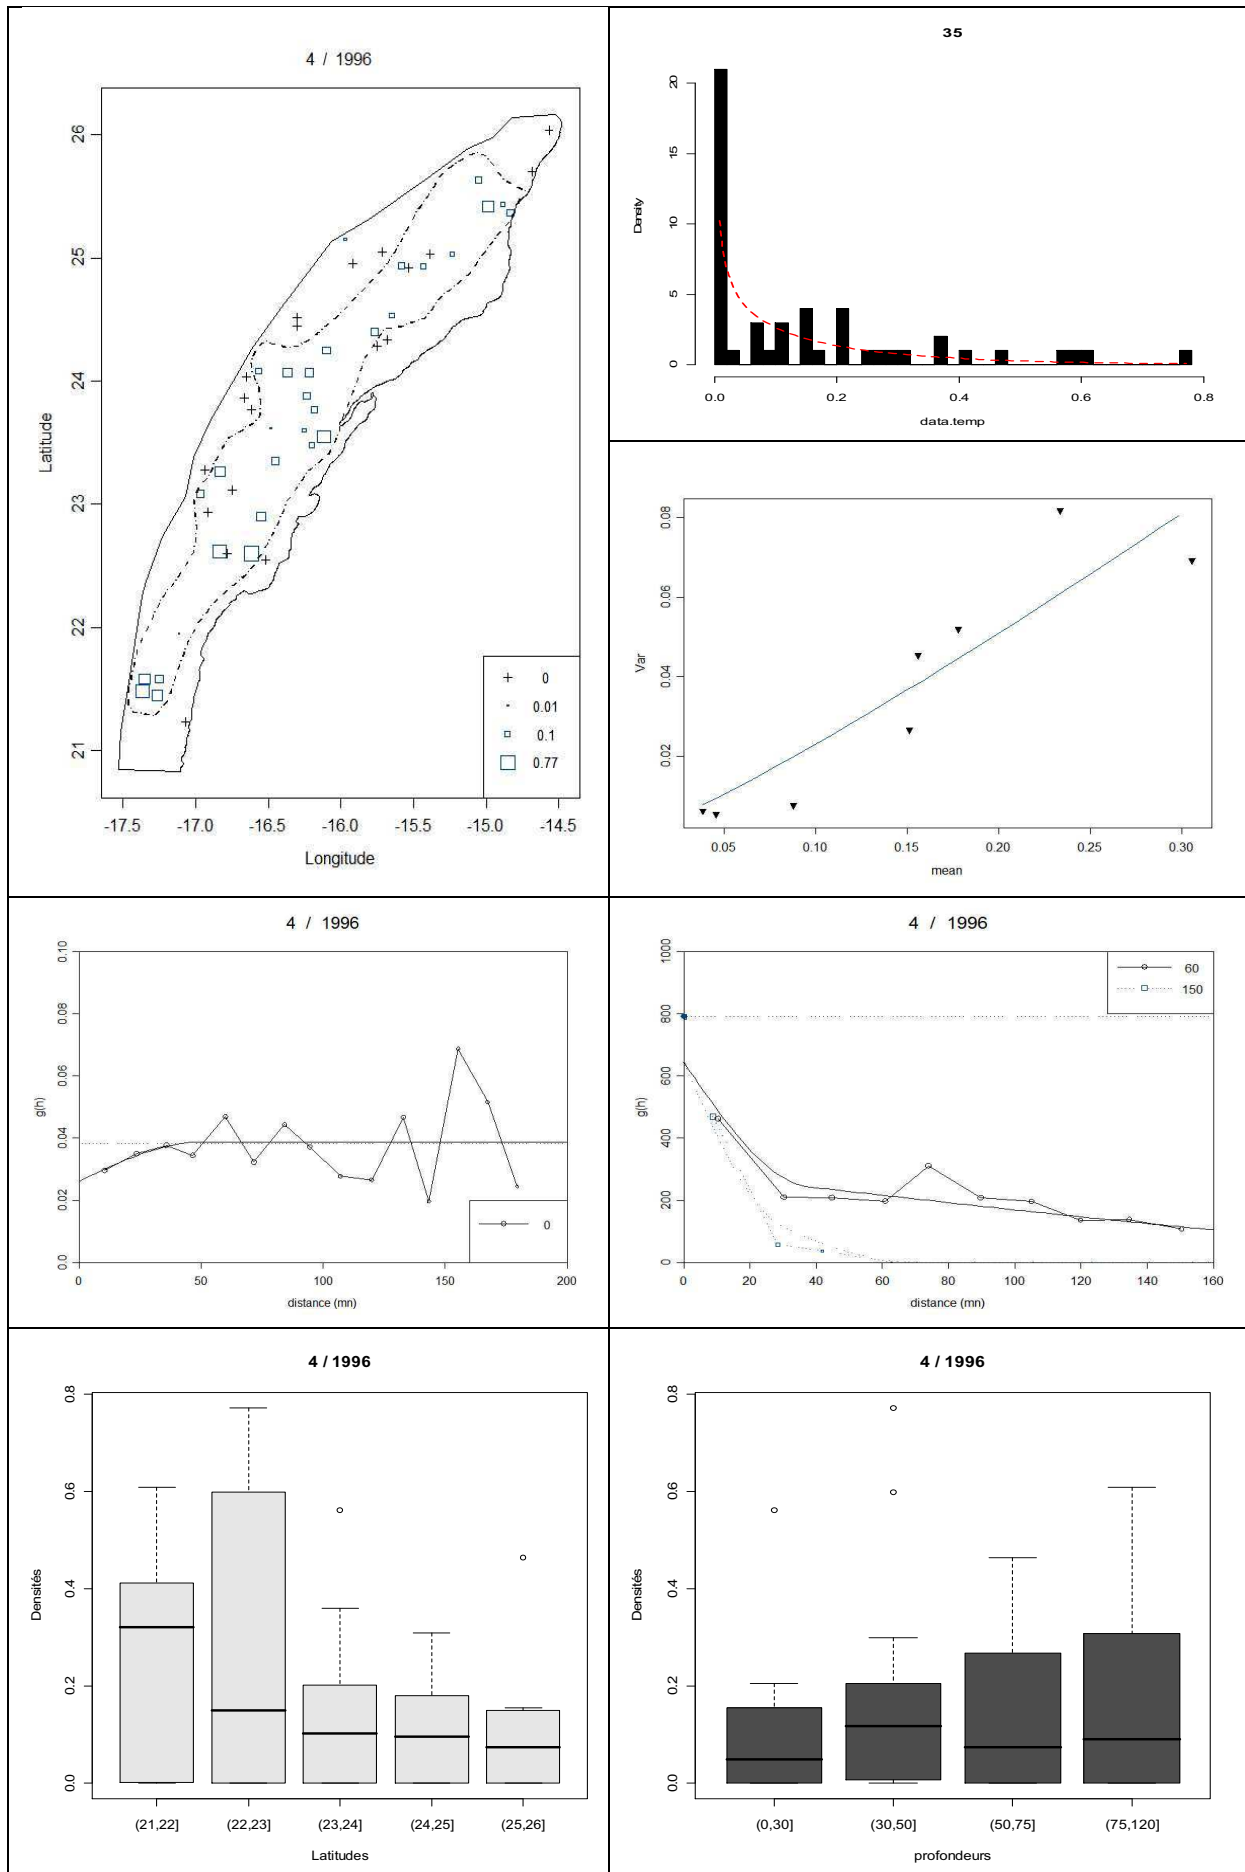 4 / 1996
26
25
24
23
22
21
Latitude
-17.5 -17.0 -16.5 -16.0 -15.5 -15.0 -14.5
Longitude
0
0.01
0.1
0.77
35
20
15
10
5
0
Density
0.0 0.2 0.4 0.6 0.8
data.temp
0.08
0.06
0.04
0.02
Var
0.05 0.10 0.15 0.20 0.25 0.30
mean
4 / 1996
0.10
0.08
0.06
0.04
0.02
0.0
g(h)
0
0 50 100 150 200
distance (mn)
4 / 1996
1000
800
600
400
200
0
g(h)
60
150
0 20 40 60 80 100 120 140 160
distance (mn)
4 / 1996
0.8
0.6
0.4
0.2
0.0
Densités
(21,22] (22,23] (23,24] (24,25] (25,26]
Latitudes
4 / 1996
0.8
0.6
0.4
0.2
0.0
Densités
(0,30] (30,50] (50,75] (75,120]
profondeurs